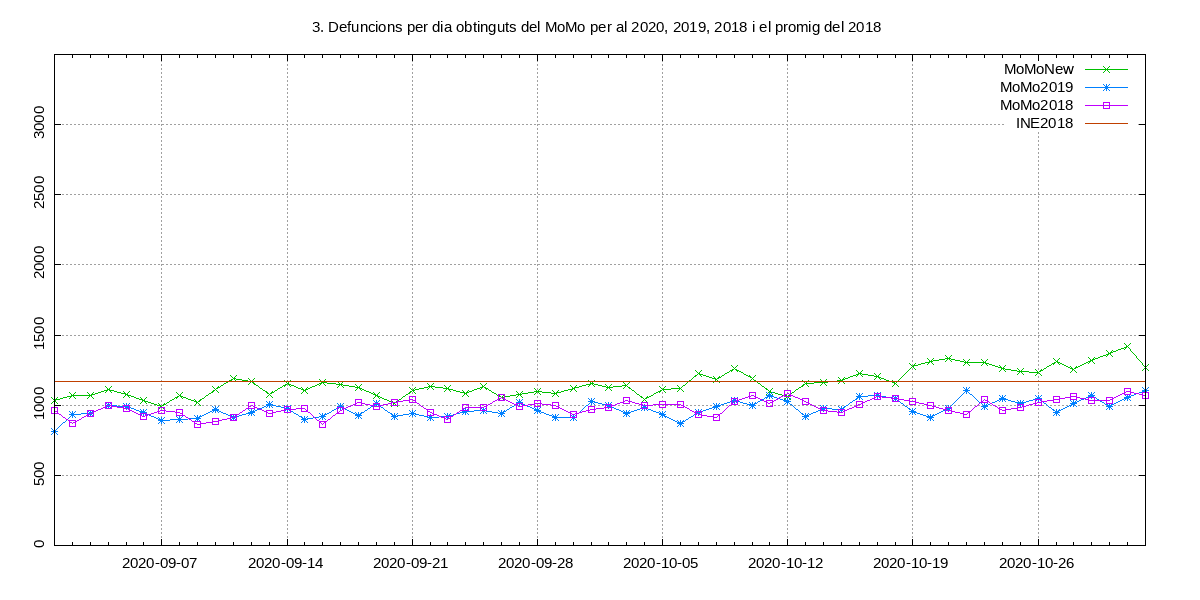 3. Defuncions per dia obtinguts del MoMo per al 2020, 2019, 2018 i el promig del 2018
MoMoNew
MoMo2019
MoMo2018
INE2018
3000
2500
2000
1500
1000
500
0
2020-09-07 2020-09-14 2020-09-21 2020-09-28 2020-10-05 2020-10-12 2020-10-19 2020-10-26